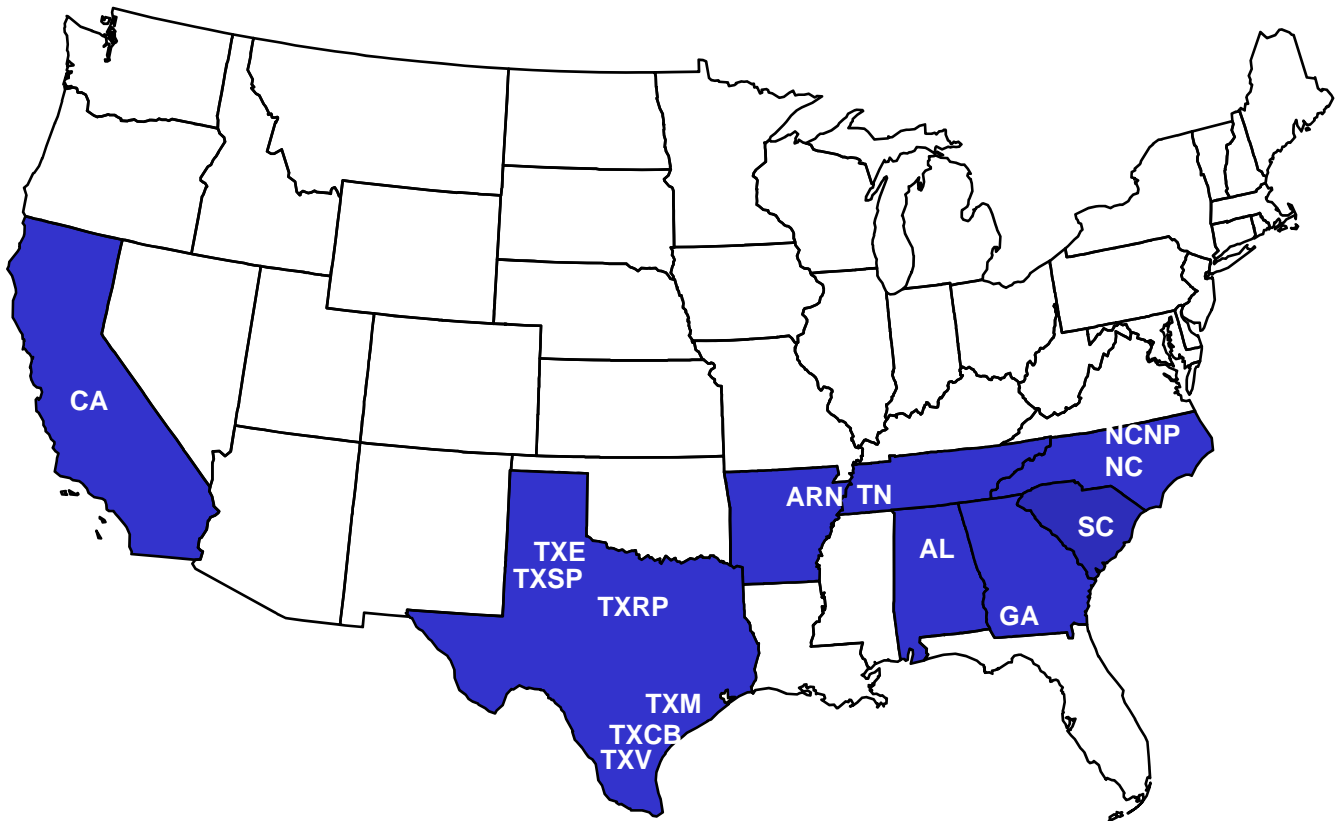 CA
NCNP
NC
ARN
TN
SC
AL
TXE
TXSP
TXRP
GA
TXM
TXCB
TXV